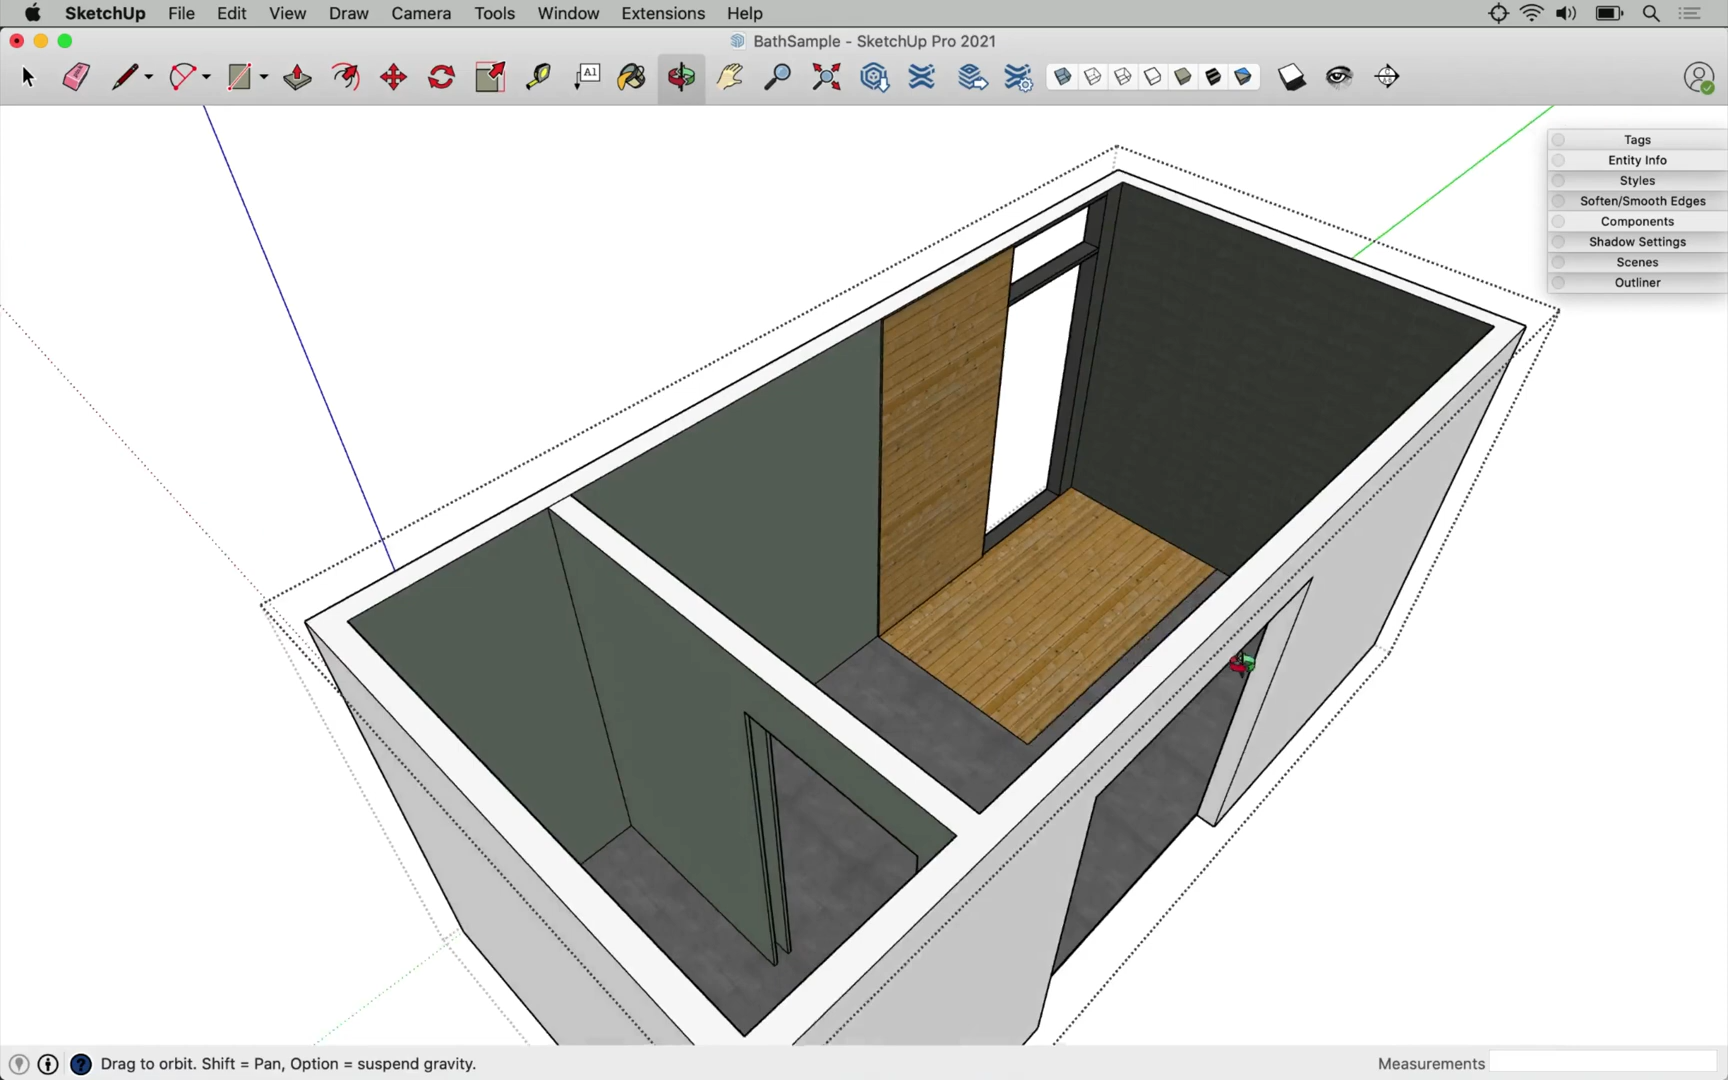 SketchUp File Edit View Draw Camera Tools Window Extensions Help
BathSample - SketchUp Pro 2021
A1
Tags
Entity Info
Styles
Soften/Smooth Edges
Components
Shadow Settings
Scenes
Outliner
Drag to orbit. Shift = Pan, Option = suspend gravity.
Measurements